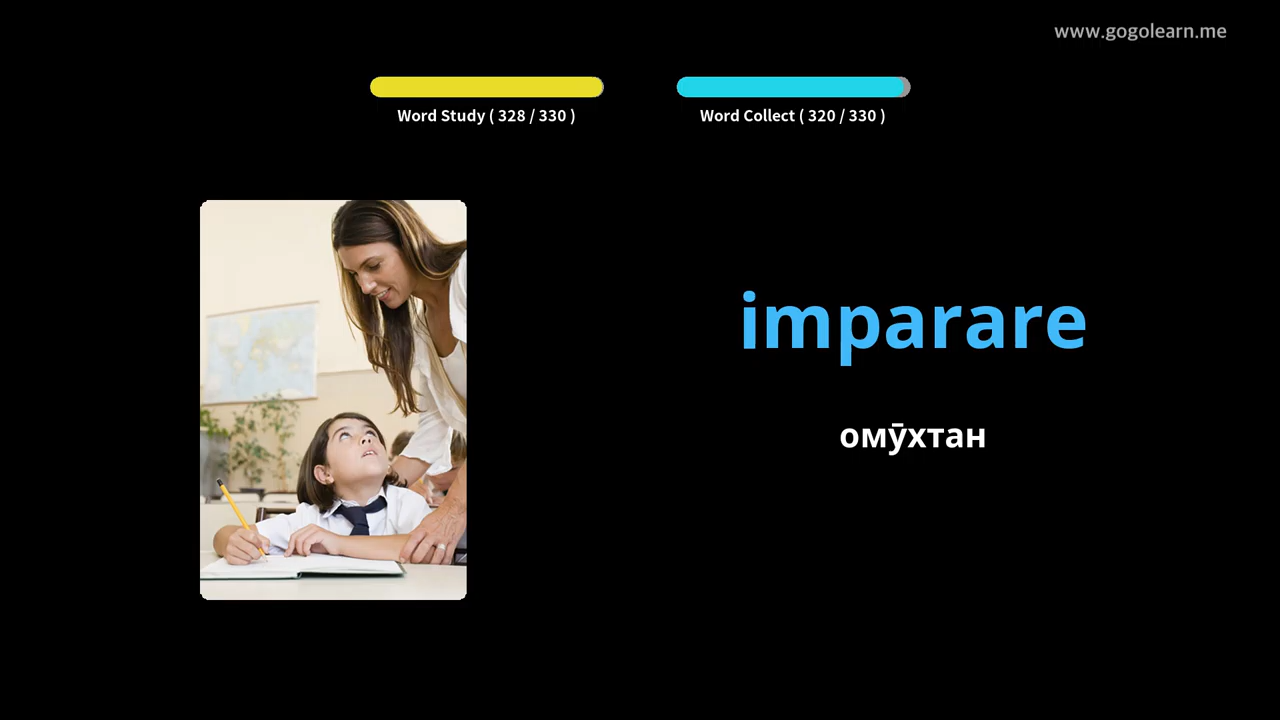 www.gogolearn.me
Word Study ( 328 / 330 )
Word Collect ( 320 / 330 )
imparare
омӯхтан